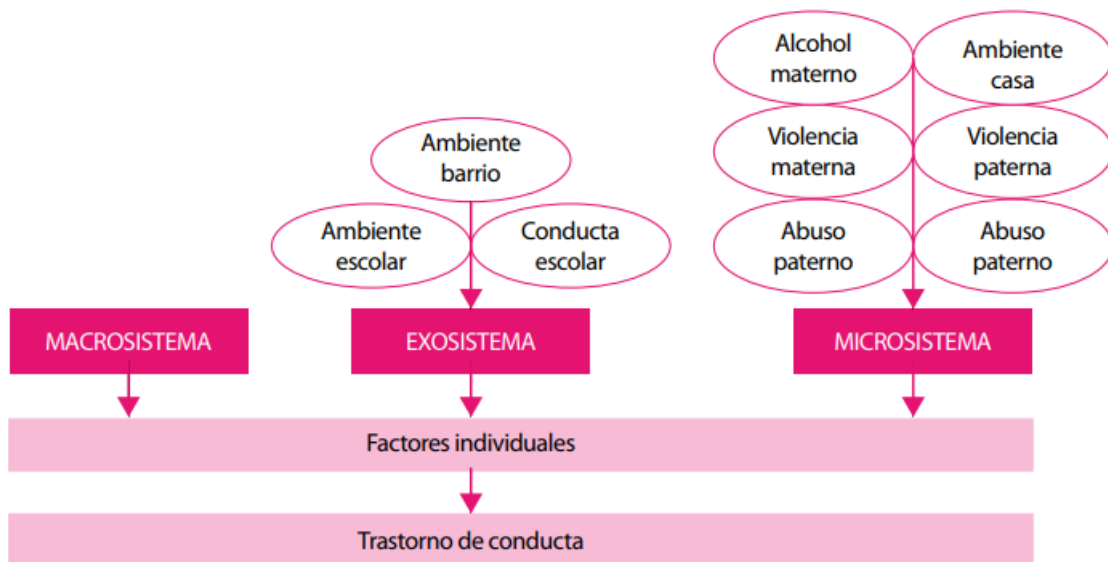 Alcohol
materno
Ambiente
casa
Ambiente
barrio
Violencia
materna
Violencia
paterna
Ambiente
escolar
Conducta
escolar
Abuso
paterno
Abuso
paterno
MACROSISTEMA
EXOSISTEMA
MICROSISTEMA
Factores individuales
Trastorno de conducta